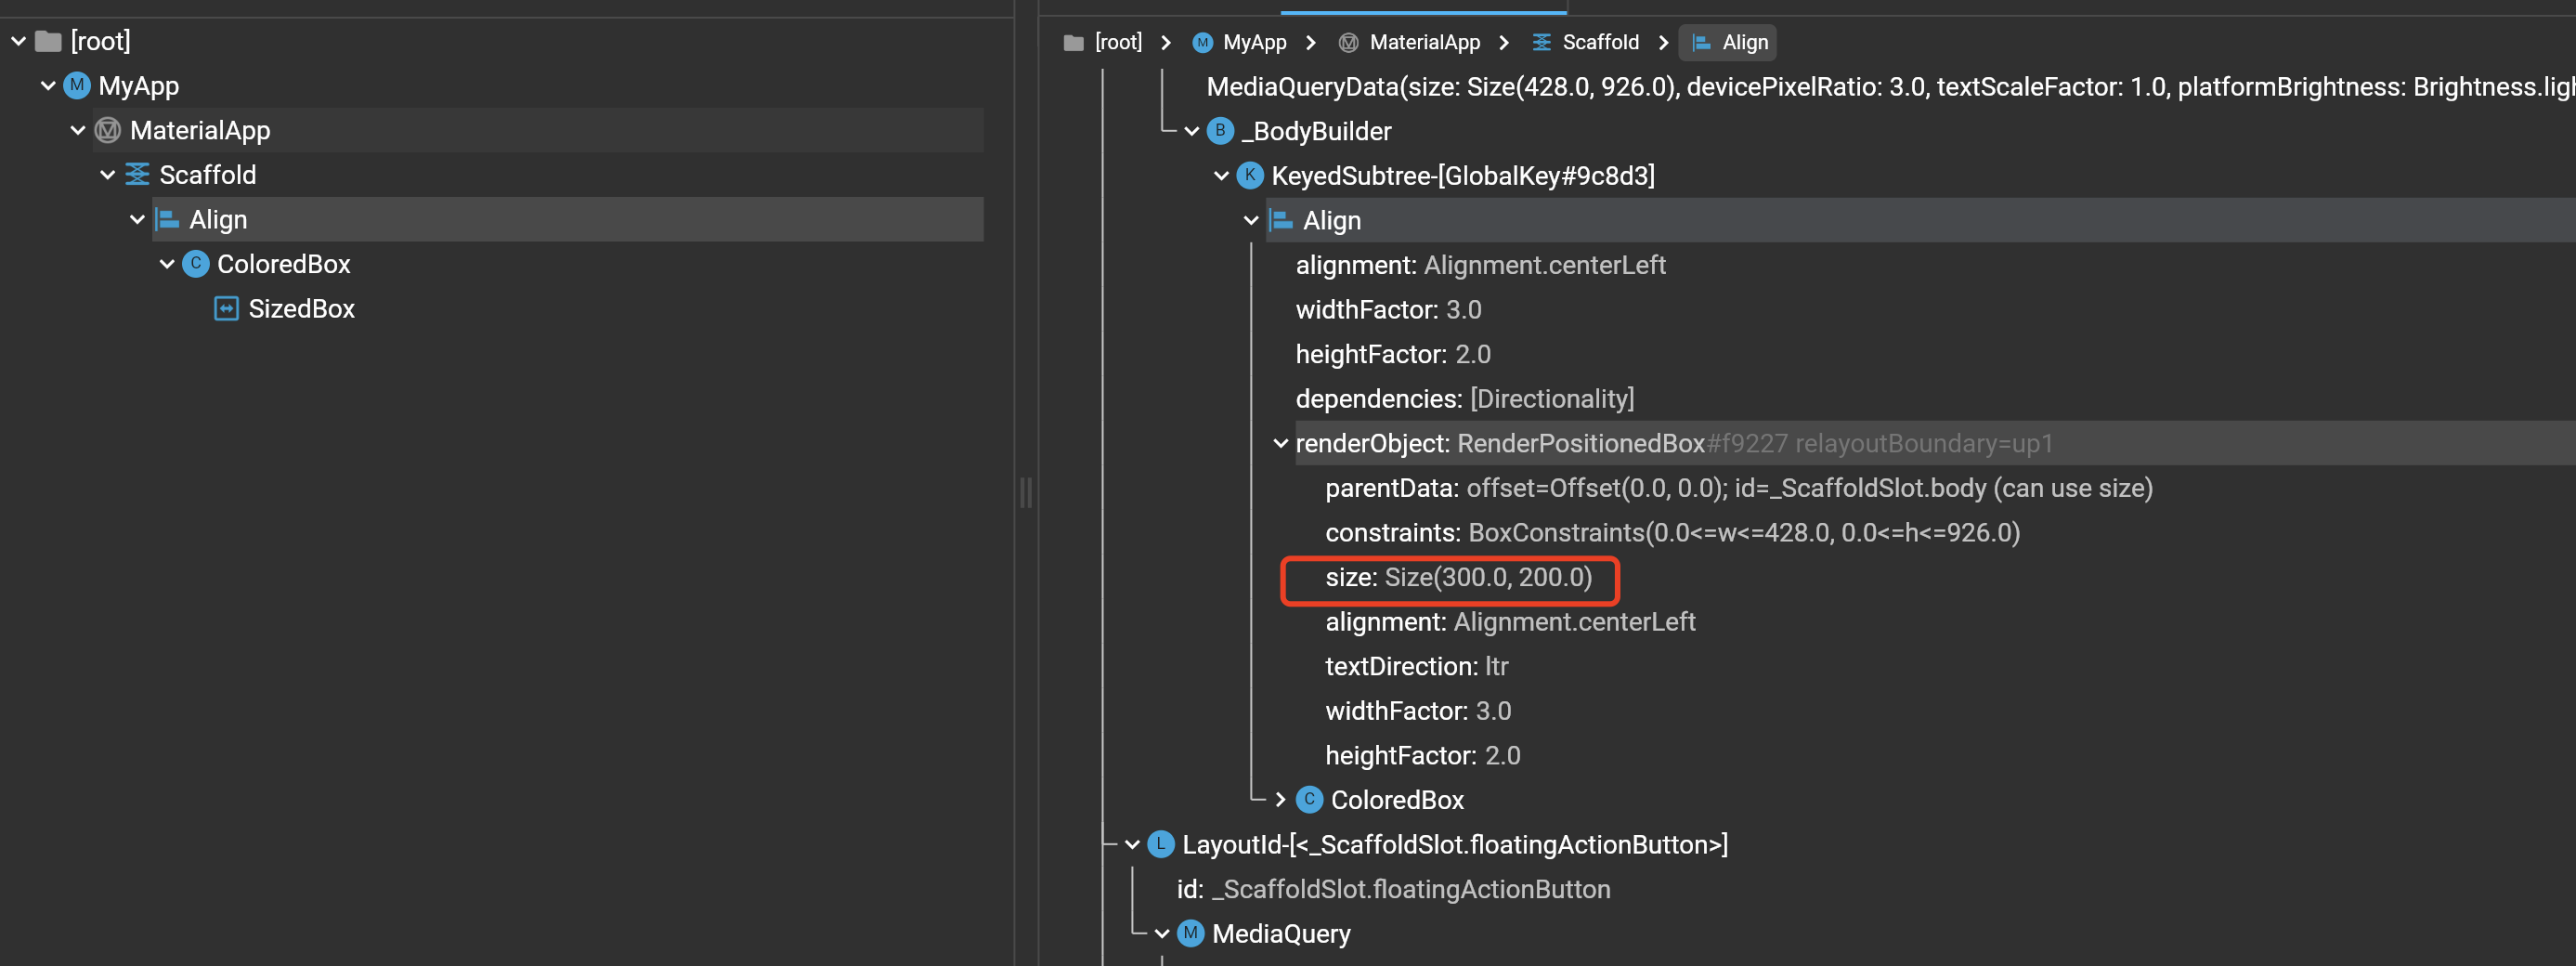 [root]
MyApp
MaterialApp
Scaffold
Align
ColoredBox
SizedBox
[root] MyApp MaterialApp Scaffold Align
MediaQueryData(size: Size(428.0, 926.0), devicePixelRatio: 3.0, textScaleFactor: 1.0, platformBrightness: Brightness.ligh
_BodyBuilder
KeyedSubtree-[GlobalKey#9c8d3]
Align
alignment: Alignment.centerLeft
widthFactor: 3.0
heightFactor: 2.0
dependencies: [Directionality]
renderObject: RenderPositionedBox#f9227 relayoutBoundary=up1
parentData: offset=Offset(0.0, 0.0); id=_ScaffoldSlot.body (can use size)
constraints: BoxConstraints(0.0<=w<=428.0, 0.0<=h<=926.0)
size: Size(300.0, 200.0)
alignment: Alignment.centerLeft
textDirection: ltr
widthFactor: 3.0
heightFactor: 2.0
ColoredBox
LayoutId-[<_ScaffoldSlot.floatingActionButton>]
id: _ScaffoldSlot.floatingActionButton
MediaQuery